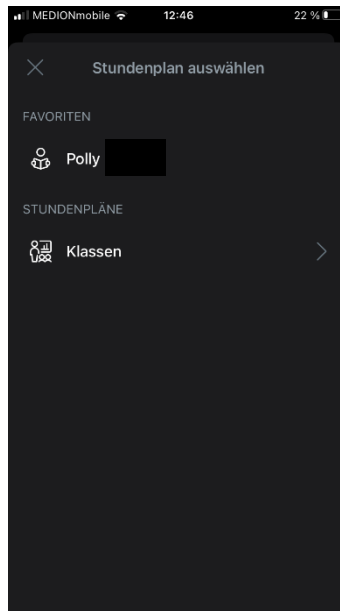 MEDIONmobile 12:46 22 %
Stundenplan auswählen
FAVORITEN
Polly
STUNDENPLÄNE
Klassen